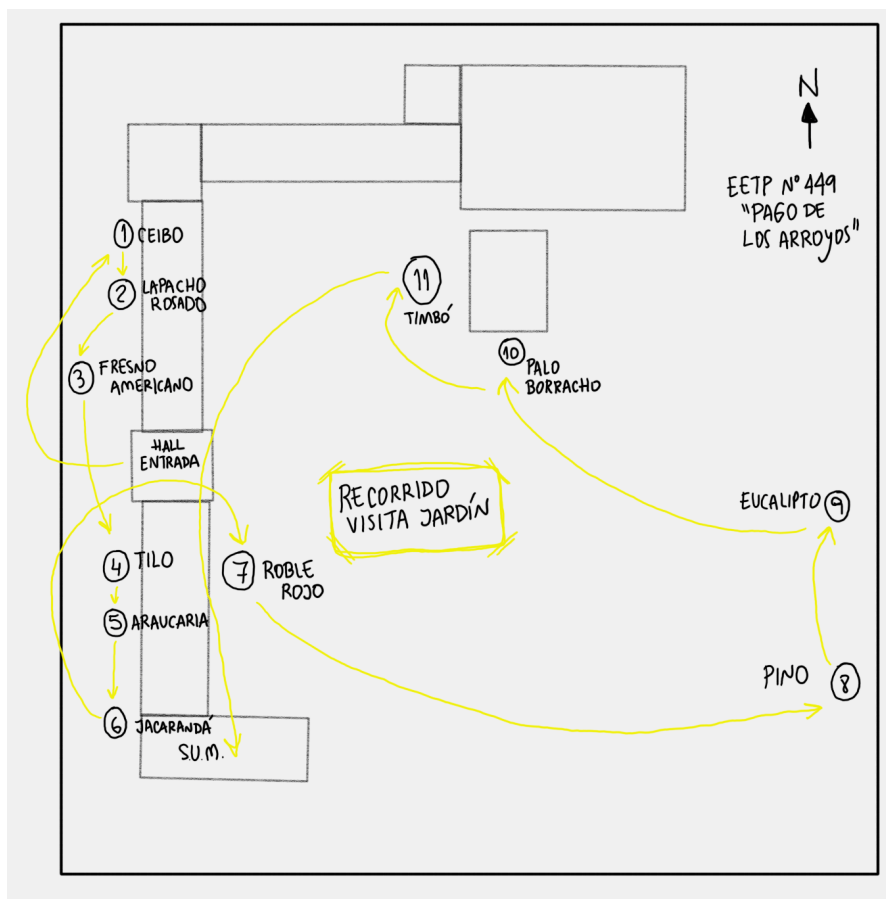 N
EETP Nº 449
"PAGO DE
LOS ARROYOS"
1 CEIBO
2 LAPACHO
ROSADO
3 FRESNO
AMERICANO
HALL
ENTRADA
4 TILO
5 ARAUCARIA
6 JACARANDÁ
S.U.M.
7 ROBLE
ROJO
RECORRIDO
VISITA JARDÍN
PINO 8
EUCALIPTO 9
10 PALO
BORRACHO
11
TIMBÓ